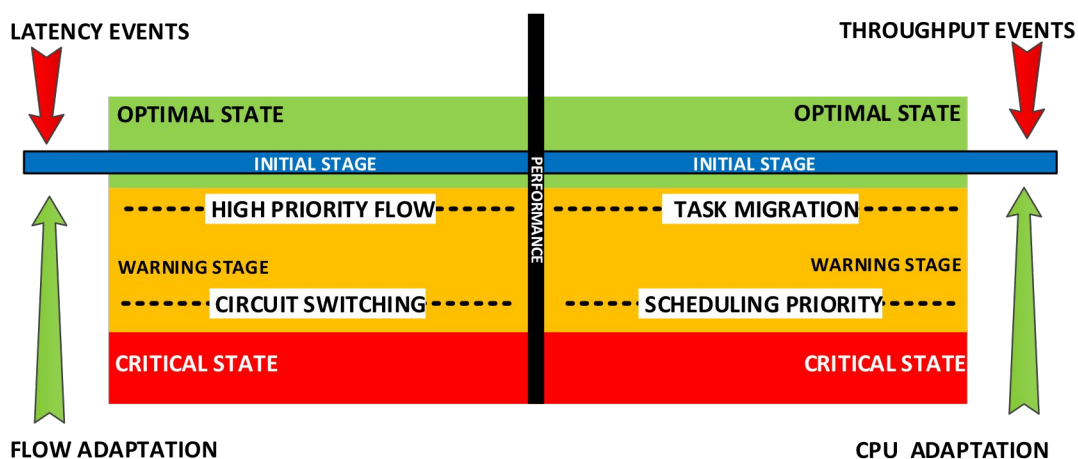 LATENCY EVENTS
THROUGHPUT EVENTS
OPTIMAL STATE
OPTIMAL STATE
INITIAL STAGE
INITIAL STAGE
PERFORMANCE
HIGH PRIORITY FLOW
TASK MIGRATION
WARNING STAGE
WARNING STAGE
CIRCUIT SWITCHING
SCHEDULING PRIORITY
CRITICAL STATE
CRITICAL STATE
FLOW ADAPTATION
CPU ADAPTATION